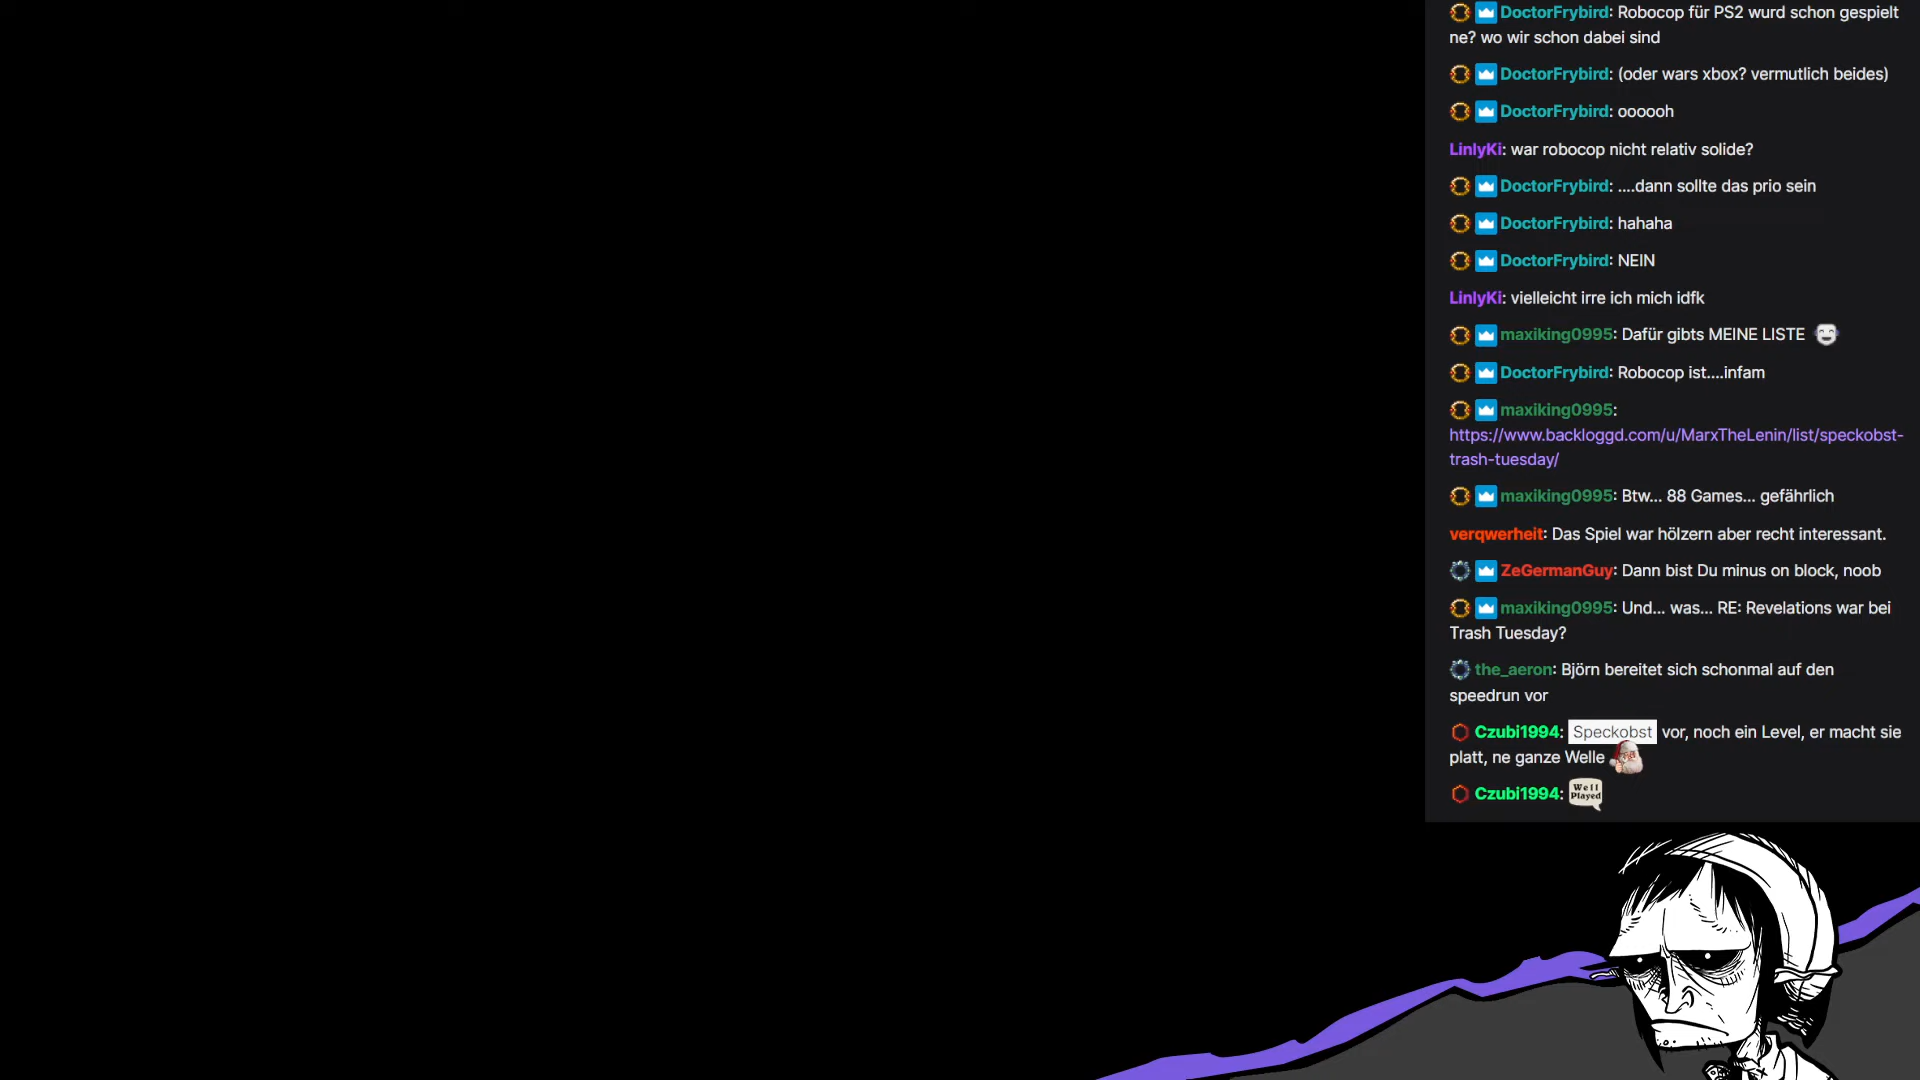 DoctorFrybird: Robocop für PS2 wurd schon gespielt
ne? wo wir schon dabei sind
DoctorFrybird: (oder wars xbox? vermutlich beides)
DoctorFrybird: oooooh
LinlyKi: war robocop nicht relativ solide?
DoctorFrybird: ....dann sollte das prio sein
DoctorFrybird: hahaha
DoctorFrybird: NEIN
LinlyKi: vielleicht irre ich mich idfk
maxiking0995: Dafür gibts MEINE LISTE
DoctorFrybird: Robocop ist....infam
maxiking0995:
https://www.backloggd.com/u/MarxTheLenin/list/speckobst-
trash-tuesday/
maxiking0995: Btw... 88 Games... gefährlich
verqwerheit: Das Spiel war hölzern aber recht interessant.
ZeGermanGuy: Dann bist Du minus on block, noob
maxiking0995: Und... was... RE: Revelations war bei
Trash Tuesday?
the_aeron: Björn bereitet sich schonmal auf den
speedrun vor
Czubi1994: Speckobst vor, noch ein Level, er macht sie
platt, ne ganze Welle
Czubi1994: Well Played